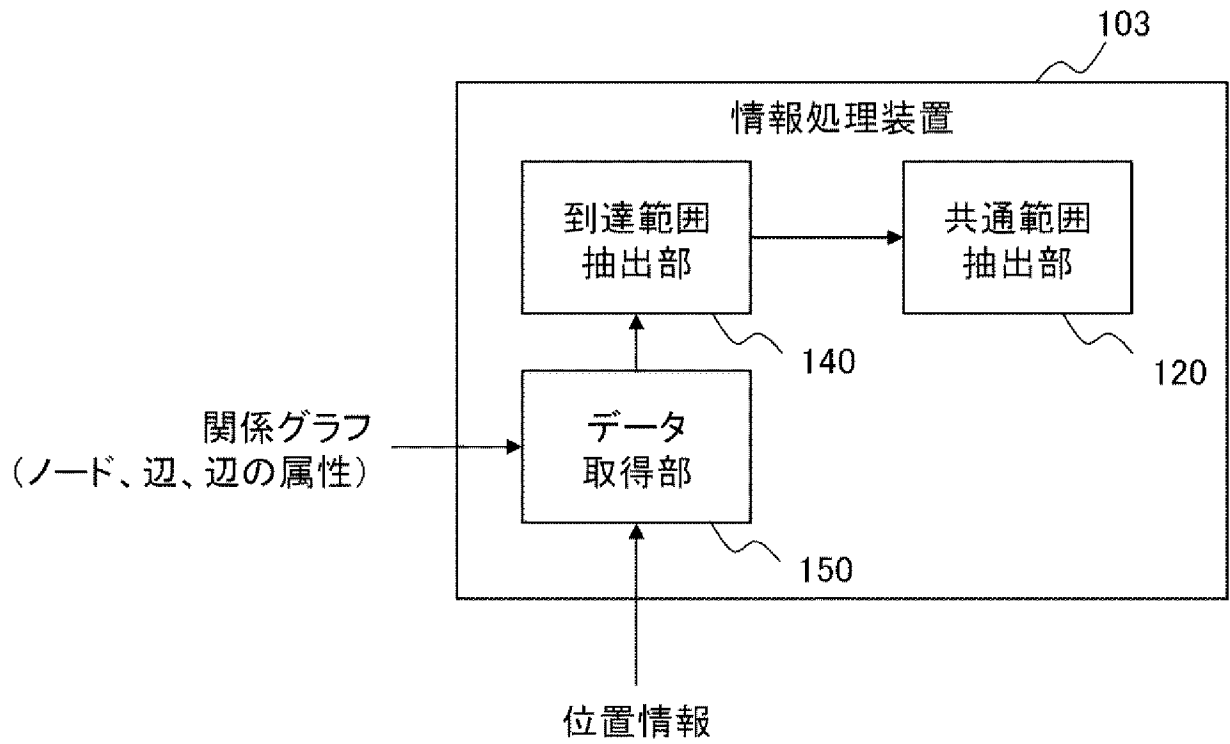 103
情報処理装置
到達範囲
抽出部
共通範囲
抽出部
140
120
関係グラフ
(ノード、辺、辺の属性)
データ
取得部
150
位置情報